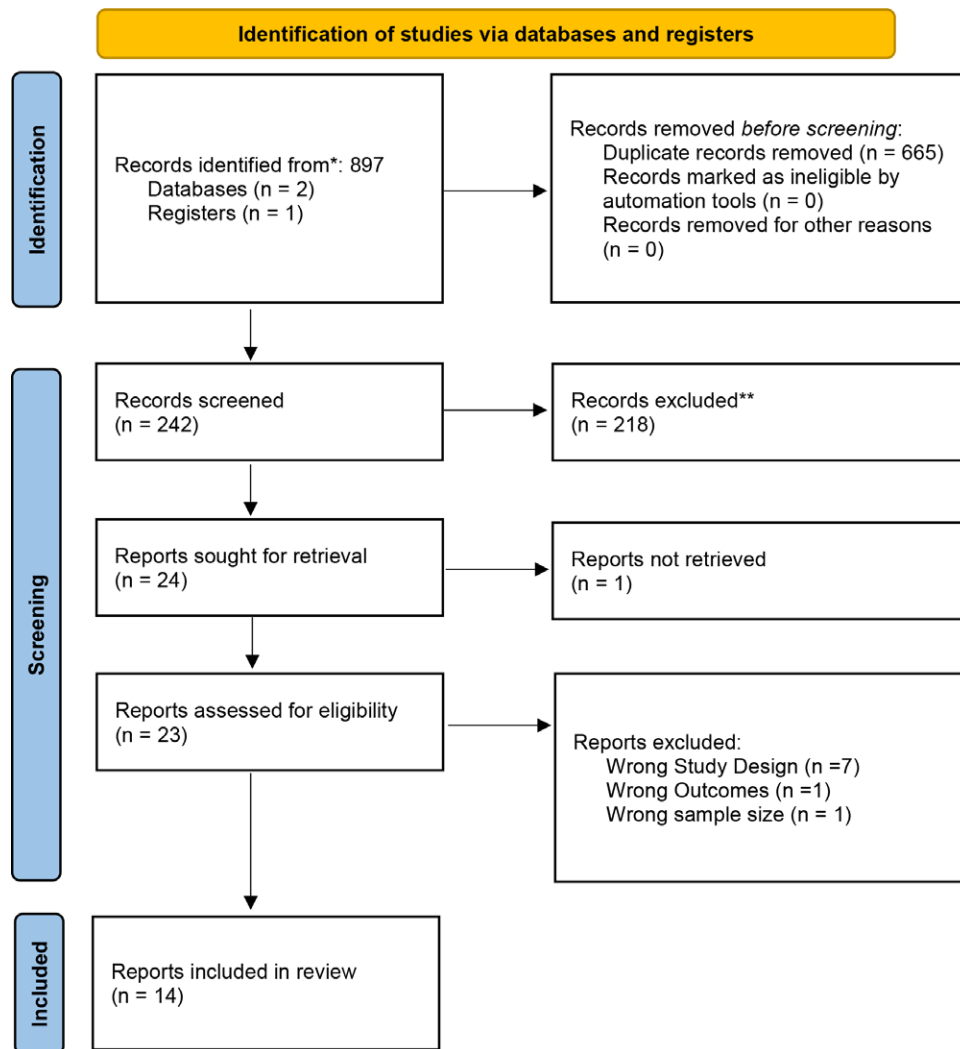 Identification of studies via databases and registers
Identification
Records identified from*: 897
Databases (n = 2)
Registers (n = 1)
Records removed before screening:
Duplicate records removed (n = 665)
Records marked as ineligible by
automation tools (n = 0)
Records removed for other reasons
(n = 0)
Screening
Records screened
(n = 242)
Records excluded**
(n = 218)
Reports sought for retrieval
(n = 24)
Reports not retrieved
(n = 1)
Reports assessed for eligibility
(n = 23)
Reports excluded:
Wrong Study Design (n =7)
Wrong Outcomes (n =1)
Wrong sample size (n = 1)
Included
Reports included in review
(n = 14)